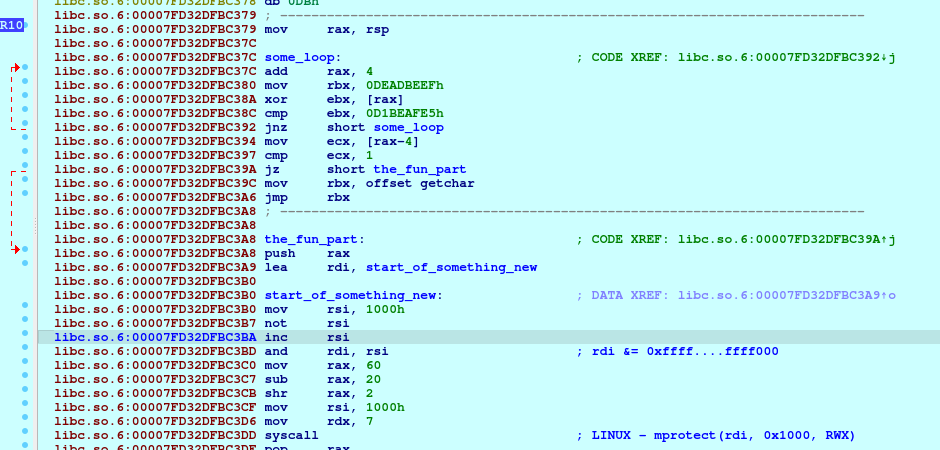 libc.so.6:00007FD32DFBC378 db 0DBh
libc.so.6:00007FD32DFBC379 ; ---------------------------------------------------------------------------
R10 libc.so.6:00007FD32DFBC379 mov     rax, rsp
libc.so.6:00007FD32DFBC37C
libc.so.6:00007FD32DFBC37C some_loop:                              ; CODE XREF: libc.so.6:00007FD32DFBC392↓j
libc.so.6:00007FD32DFBC37C add     rax, 4
libc.so.6:00007FD32DFBC380 mov     rbx, 0DEADBEEFh
libc.so.6:00007FD32DFBC38A xor     ebx, [rax]
libc.so.6:00007FD32DFBC38C cmp     ebx, 0D1BEAFE5h
libc.so.6:00007FD32DFBC392 jnz     short some_loop
libc.so.6:00007FD32DFBC394 mov     ecx, [rax-4]
libc.so.6:00007FD32DFBC397 cmp     ecx, 1
libc.so.6:00007FD32DFBC39A jz      short the_fun_part
libc.so.6:00007FD32DFBC39C mov     rbx, offset getchar
libc.so.6:00007FD32DFBC3A6 jmp     rbx
libc.so.6:00007FD32DFBC3A8 ; ---------------------------------------------------------------------------
libc.so.6:00007FD32DFBC3A8
libc.so.6:00007FD32DFBC3A8 the_fun_part:                           ; CODE XREF: libc.so.6:00007FD32DFBC39A↑j
libc.so.6:00007FD32DFBC3A8 push    rax
libc.so.6:00007FD32DFBC3A9 lea     rdi, start_of_something_new
libc.so.6:00007FD32DFBC3B0
libc.so.6:00007FD32DFBC3B0 start_of_something_new:                 ; DATA XREF: libc.so.6:00007FD32DFBC3A9↑o
libc.so.6:00007FD32DFBC3B0 mov     rsi, 1000h
libc.so.6:00007FD32DFBC3B7 not     rsi
libc.so.6:00007FD32DFBC3BA inc     rsi
libc.so.6:00007FD32DFBC3BD and     rdi, rsi                        ; rdi &= 0xffff....ffff000
libc.so.6:00007FD32DFBC3C0 mov     rax, 60
libc.so.6:00007FD32DFBC3C7 sub     rax, 20
libc.so.6:00007FD32DFBC3CB shr     rax, 2
libc.so.6:00007FD32DFBC3CF mov     rsi, 1000h
libc.so.6:00007FD32DFBC3D6 mov     rdx, 7
libc.so.6:00007FD32DFBC3DD syscall                                 ; LINUX - mprotect(rdi, 0x1000, RWX)
libc.so.6:00007FD32DFBC3DF pop     rax